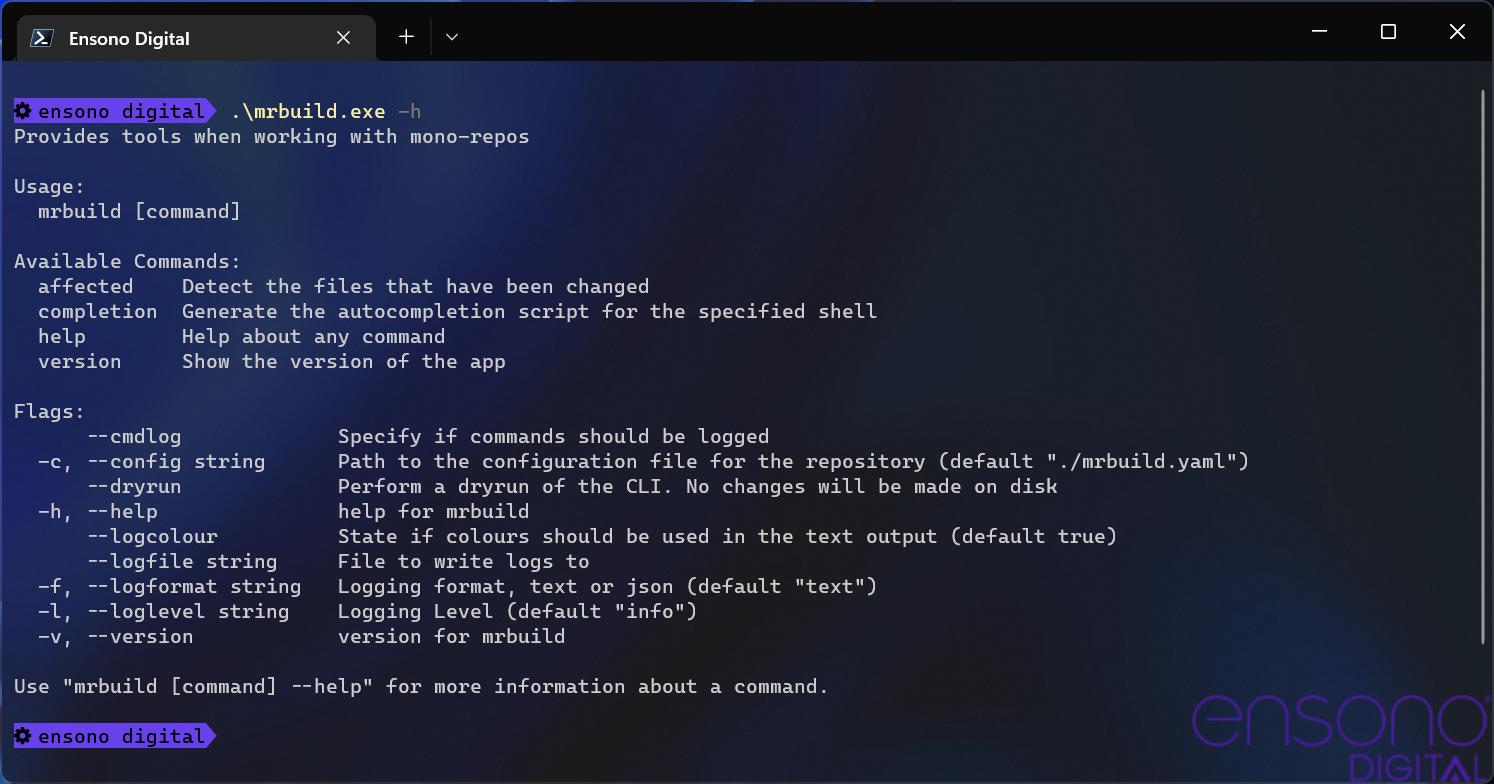 Ensono Digital
ensono digital .\mrbuild.exe -h
Provides tools when working with mono-repos
Usage:
mrbuild [command]
Available Commands:
affected Detect the files that have been changed
completion Generate the autocompletion script for the specified shell
help Help about any command
version Show the version of the app
Flags:
--cmdlog Specify if commands should be logged
-c, --config string Path to the configuration file for the repository (default "./mrbuild.yaml")
--dryrun Perform a dryrun of the CLI. No changes will be made on disk
-h, --help help for mrbuild
--logcolour State if colours should be used in the text output (default true)
--logfile string File to write logs to
-f, --logformat string Logging format, text or json (default "text")
-l, --loglevel string Logging Level (default "info")
-v, --version version for mrbuild
Use "mrbuild [command] --help" for more information about a command.
ensono digital
ensono
DIGITAL